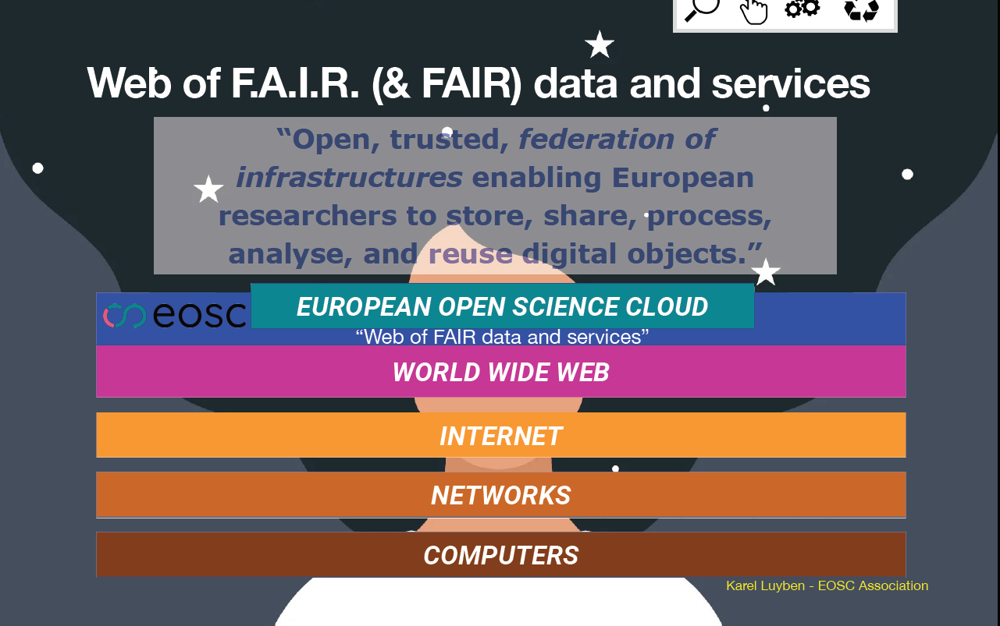 Web of F.A.I.R. (& FAIR) data and services
“Open, trusted, federation of
infrastructures enabling European
researchers to store, share, process,
analyse, and reuse digital objects.”
eosc
EUROPEAN OPEN SCIENCE CLOUD
“Web of FAIR data and services”
WORLD WIDE WEB
INTERNET
NETWORKS
COMPUTERS
Karel Luyben - EOSC Association